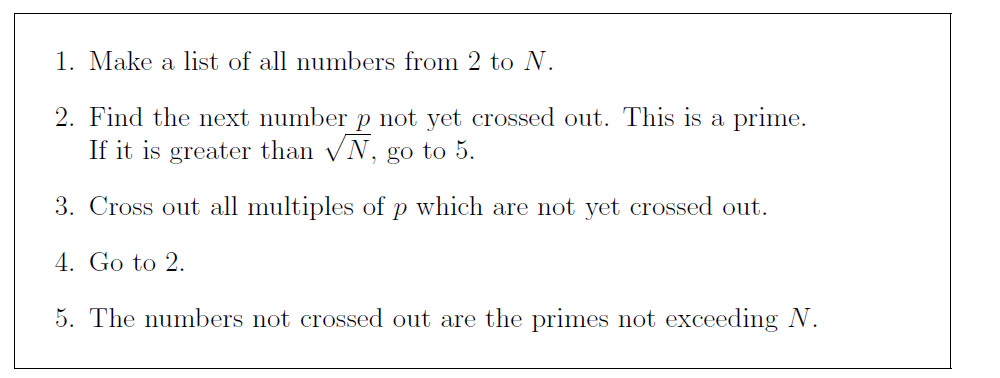 1. Make a list of all numbers from 2 to N.
2. Find the next number p not yet crossed out. This is a prime.
If it is greater than √N, go to 5.
3. Cross out all multiples of p which are not yet crossed out.
4. Go to 2.
5. The numbers not crossed out are the primes not exceeding N.